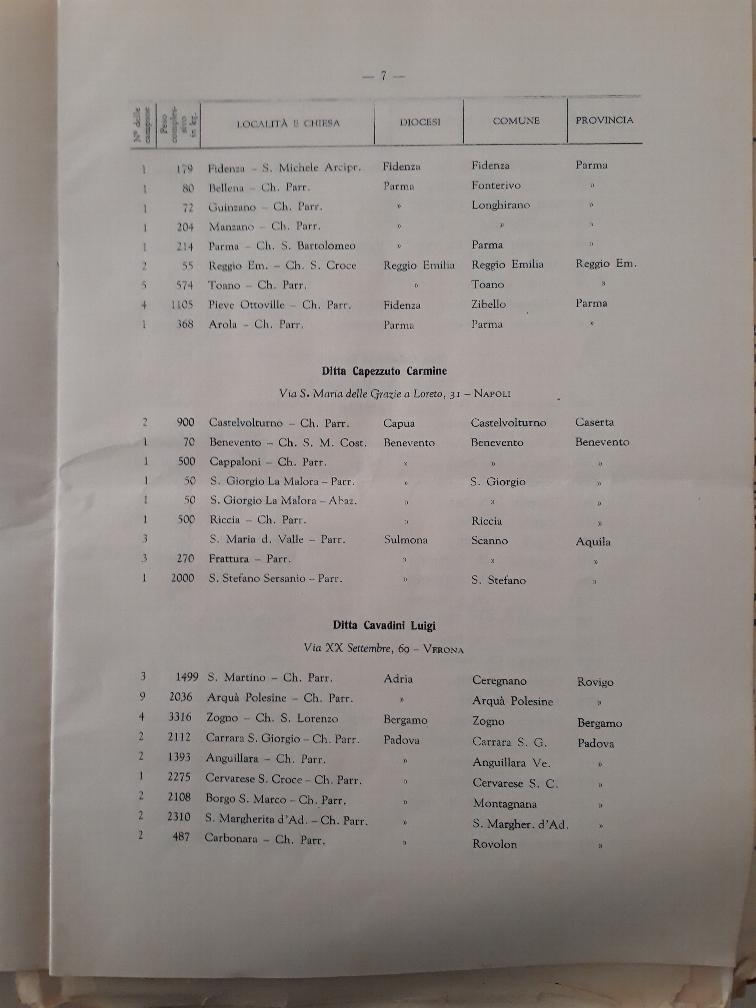 — 7 —
N° delle campane | Peso complessivo in kg. | LOCALITÀ E CHIESA | DIOCESI | COMUNE | PROVINCIA
1 179 Fidenza – S. Michele Arcipr. Fidenza Fidenza Parma
1 80 Bellena – Ch. Parr. Parma Fonterivo »
1 72 Guinzano – Ch. Parr. » Longhirano »
1 204 Manzano – Ch. Parr. » » »
1 214 Parma – Ch. S. Bartolomeo » Parma »
2 55 Reggio Em. – Ch. S. Croce Reggio Emilia Reggio Emilia Reggio Em.
5 574 Toano – Ch. Parr. » Toano »
4 1105 Pieve Ottoville – Ch. Parr. Fidenza Zibello Parma
1 368 Arola – Ch. Parr. Parma Parma »
Ditta Capezzuto Carmine
Via S. Maria delle Grazie a Loreto, 31 – NAPOLI
2 900 Castelvolturno – Ch. Parr. Capua Castelvolturno Caserta
1 70 Benevento – Ch. S. M. Cost. Benevento Benevento Benevento
1 500 Cappaloni – Ch. Parr. » » »
1 50 S. Giorgio La Malora – Parr. » S. Giorgio »
1 50 S. Giorgio La Malora – Abaz. » » »
1 500 Riccia – Ch. Parr. » Riccia »
3 S. Maria d. Valle – Parr. Sulmona Scanno Aquila
3 270 Frattura – Parr. » » »
1 2000 S. Stefano Sersanio – Parr. » S. Stefano »
Ditta Cavadini Luigi
Via XX Settembre, 69 – VERONA
3 1499 S. Martino – Ch. Parr. Adria Ceregnano Rovigo
9 2036 Arquà Polesine – Ch. Parr. » Arquà Polesine »
4 3316 Zogno – Ch. S. Lorenzo Bergamo Zogno Bergamo
2 2112 Carrara S. Giorgio – Ch. Parr. Padova Carrara S. G. Padova
2 1393 Anguillara – Ch. Parr. » Anguillara Ve. »
1 2275 Cervarese S. Croce – Ch. Parr. » Cervarese S. C. »
2 2108 Borgo S. Marco – Ch. Parr. » Montagnana »
2 2310 S. Margherita d'Ad. – Ch. Parr. » S. Margher. d'Ad. »
2 487 Carbonara – Ch. Parr. » Rovolon »